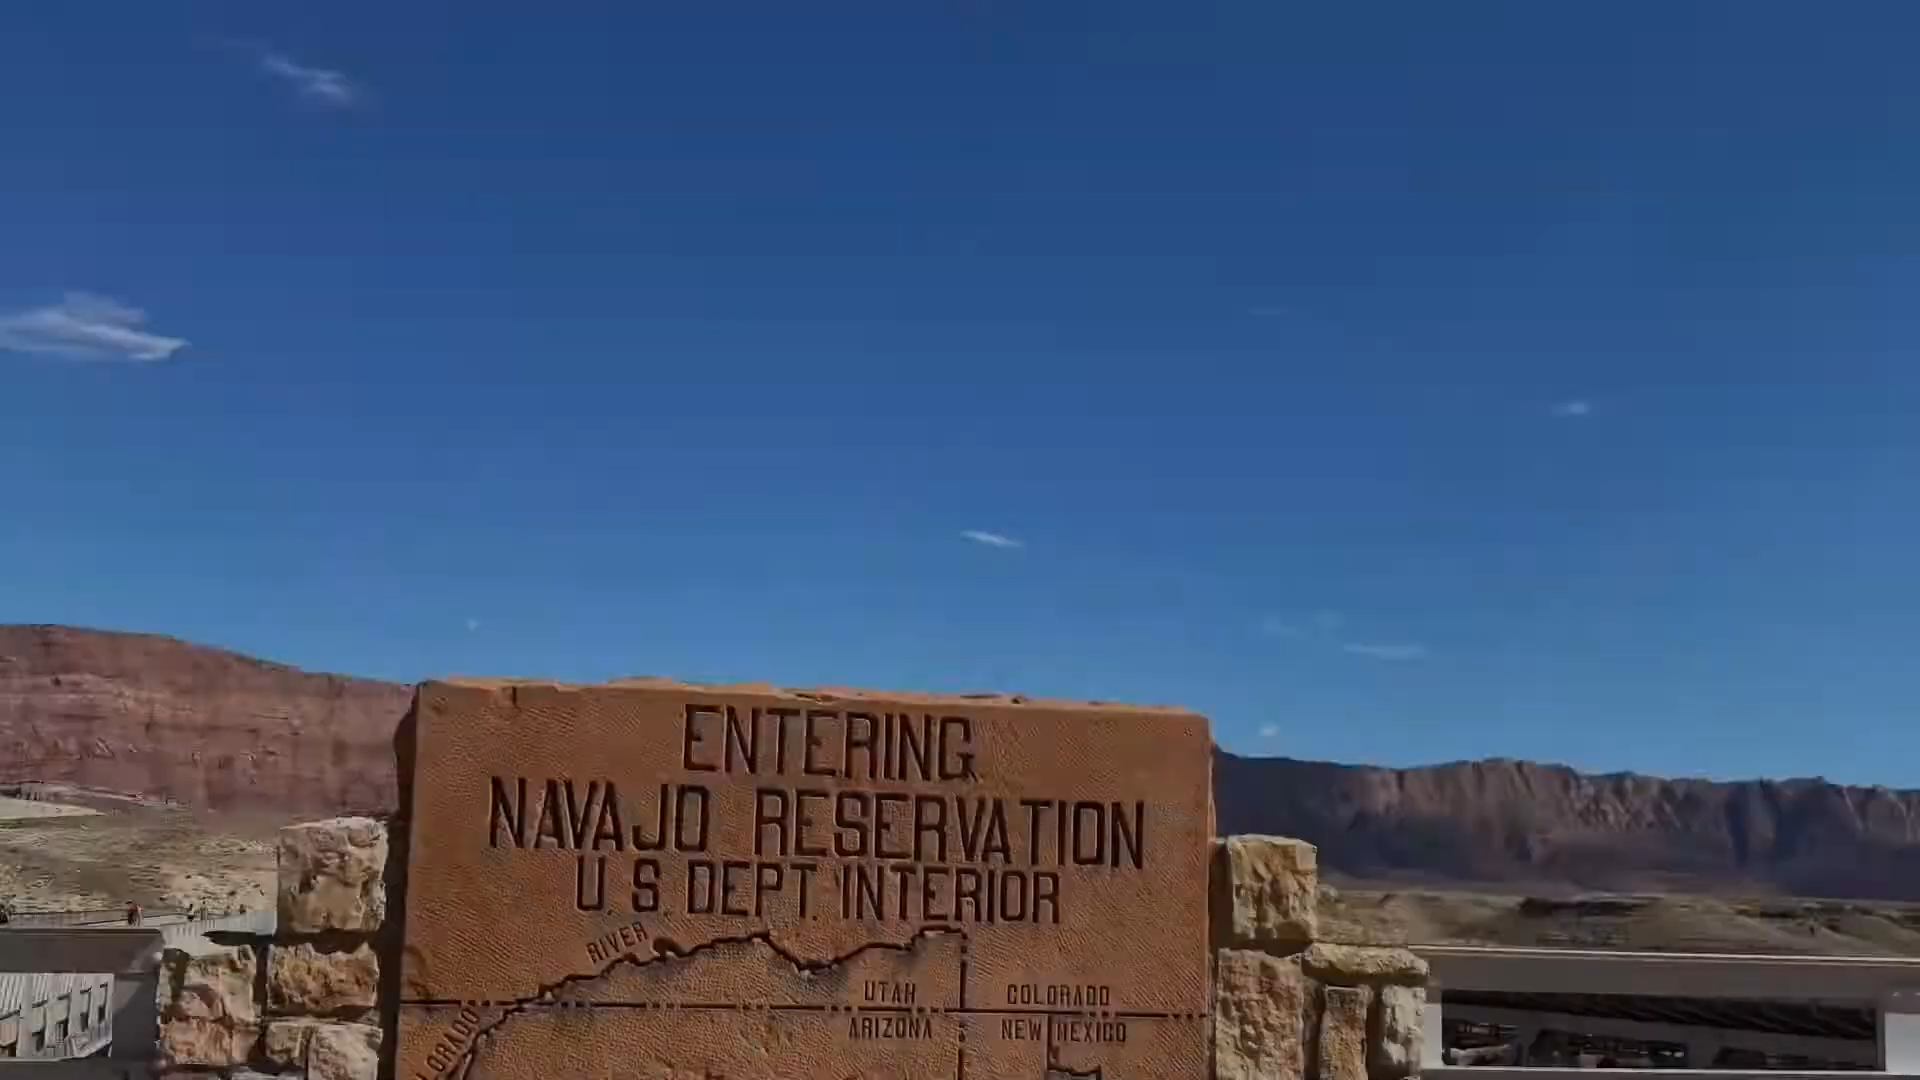 ENTERING
NAVAJO RESERVATION
U.S. DEPT. INTERIOR
RIVER
UTAH
COLORADO
ARIZONA
NEW MEXICO